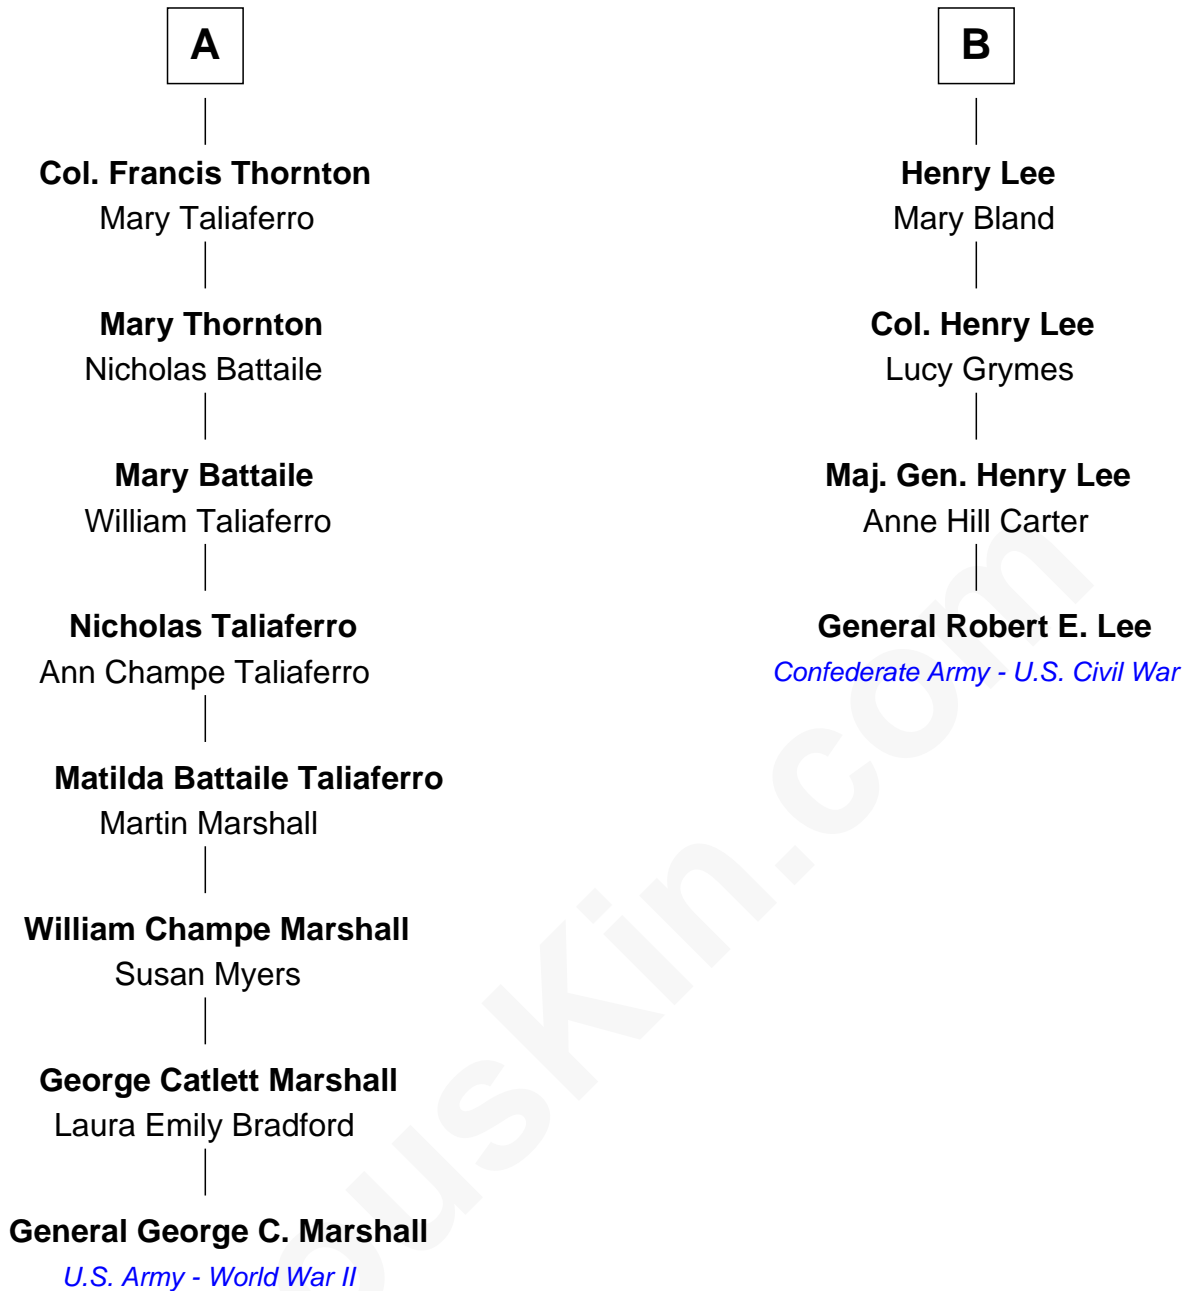 A
Col. Francis Thornton
Mary Taliaferro
Mary Thornton
Nicholas Battaile
Mary Battaile
William Taliaferro
Nicholas Taliaferro
Ann Champe Taliaferro
Matilda Battaile Taliaferro
Martin Marshall
William Champe Marshall
Susan Myers
George Catlett Marshall
Laura Emily Bradford
General George C. Marshall
U.S. Army - World War II
B
Henry Lee
Mary Bland
Col. Henry Lee
Lucy Grymes
Maj. Gen. Henry Lee
Anne Hill Carter
General Robert E. Lee
Confederate Army - U.S. Civil War
ousKin.com